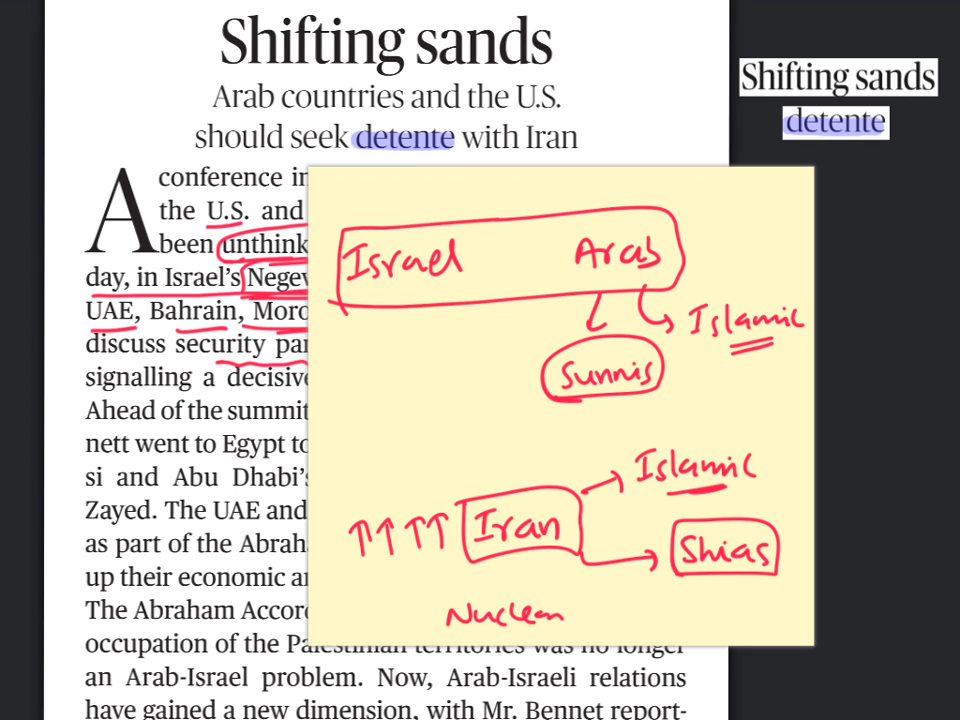 Shifting sands
Arab countries and the U.S.
should seek detente with Iran
A conference in
the U.S. and
been unthink
day, in Israel's Negev
UAE, Bahrain, Moro
discuss security par
signalling a decisive
Ahead of the summit
nett went to Egypt to
si and Abu Dhabi's
Zayed. The UAE and
as part of the Abrah
up their economic a
The Abraham Accor
occupation of the Palestinian territories was no longer
an Arab-Israel problem. Now, Arab-Israeli relations
have gained a new dimension, with Mr. Bennet report-
Shifting sands
detente
Israel Arab
Islamic
Sunnis
Islamic
Iran
Shias
Nuclear